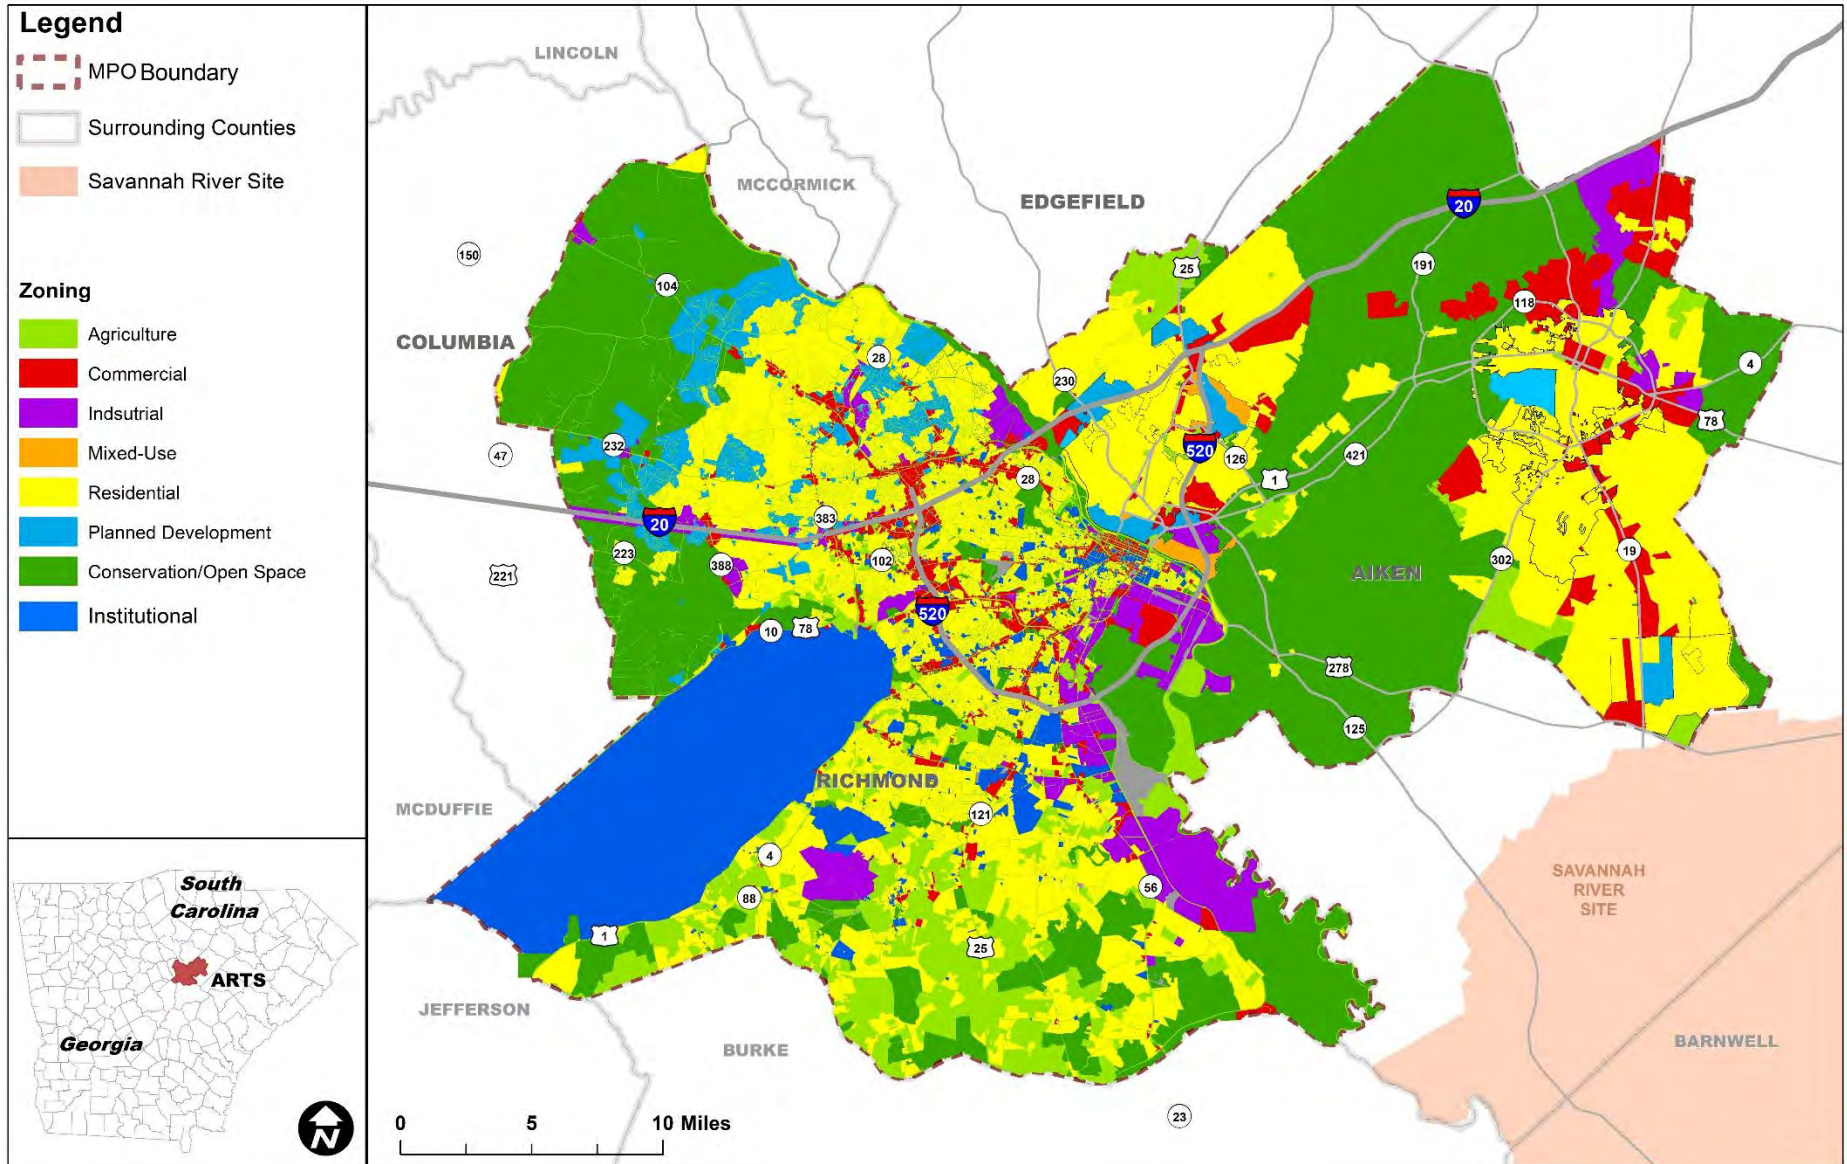 Legend
MPO Boundary
Surrounding Counties
Savannah River Site
Zoning
Agriculture
Commercial
Indsutrial
Mixed-Use
Residential
Planned Development
Conservation/Open Space
Institutional
South
Carolina
ARTS
Georgia
N
LINCOLN
MCCORMICK
EDGEFIELD
20
25
150
191
104
118
COLUMBIA
28
4
230
78
232
47
520
126
421
1
28
20
383
19
223
388
102
302
221
AIKEN
520
10
78
278
125
RICHMOND
MCDUFFIE
121
4
56
88
SAVANNAH
RIVER
SITE
1
25
JEFFERSON
BURKE
BARNWELL
23
0 5 10 Miles